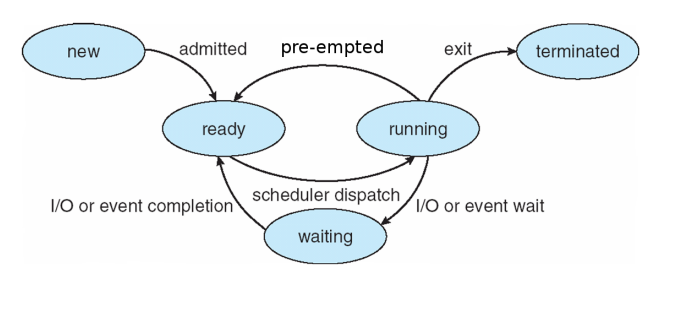 new
admitted
pre-empted
exit
terminated
ready
running
scheduler dispatch
I/O or event completion
I/O or event wait
waiting